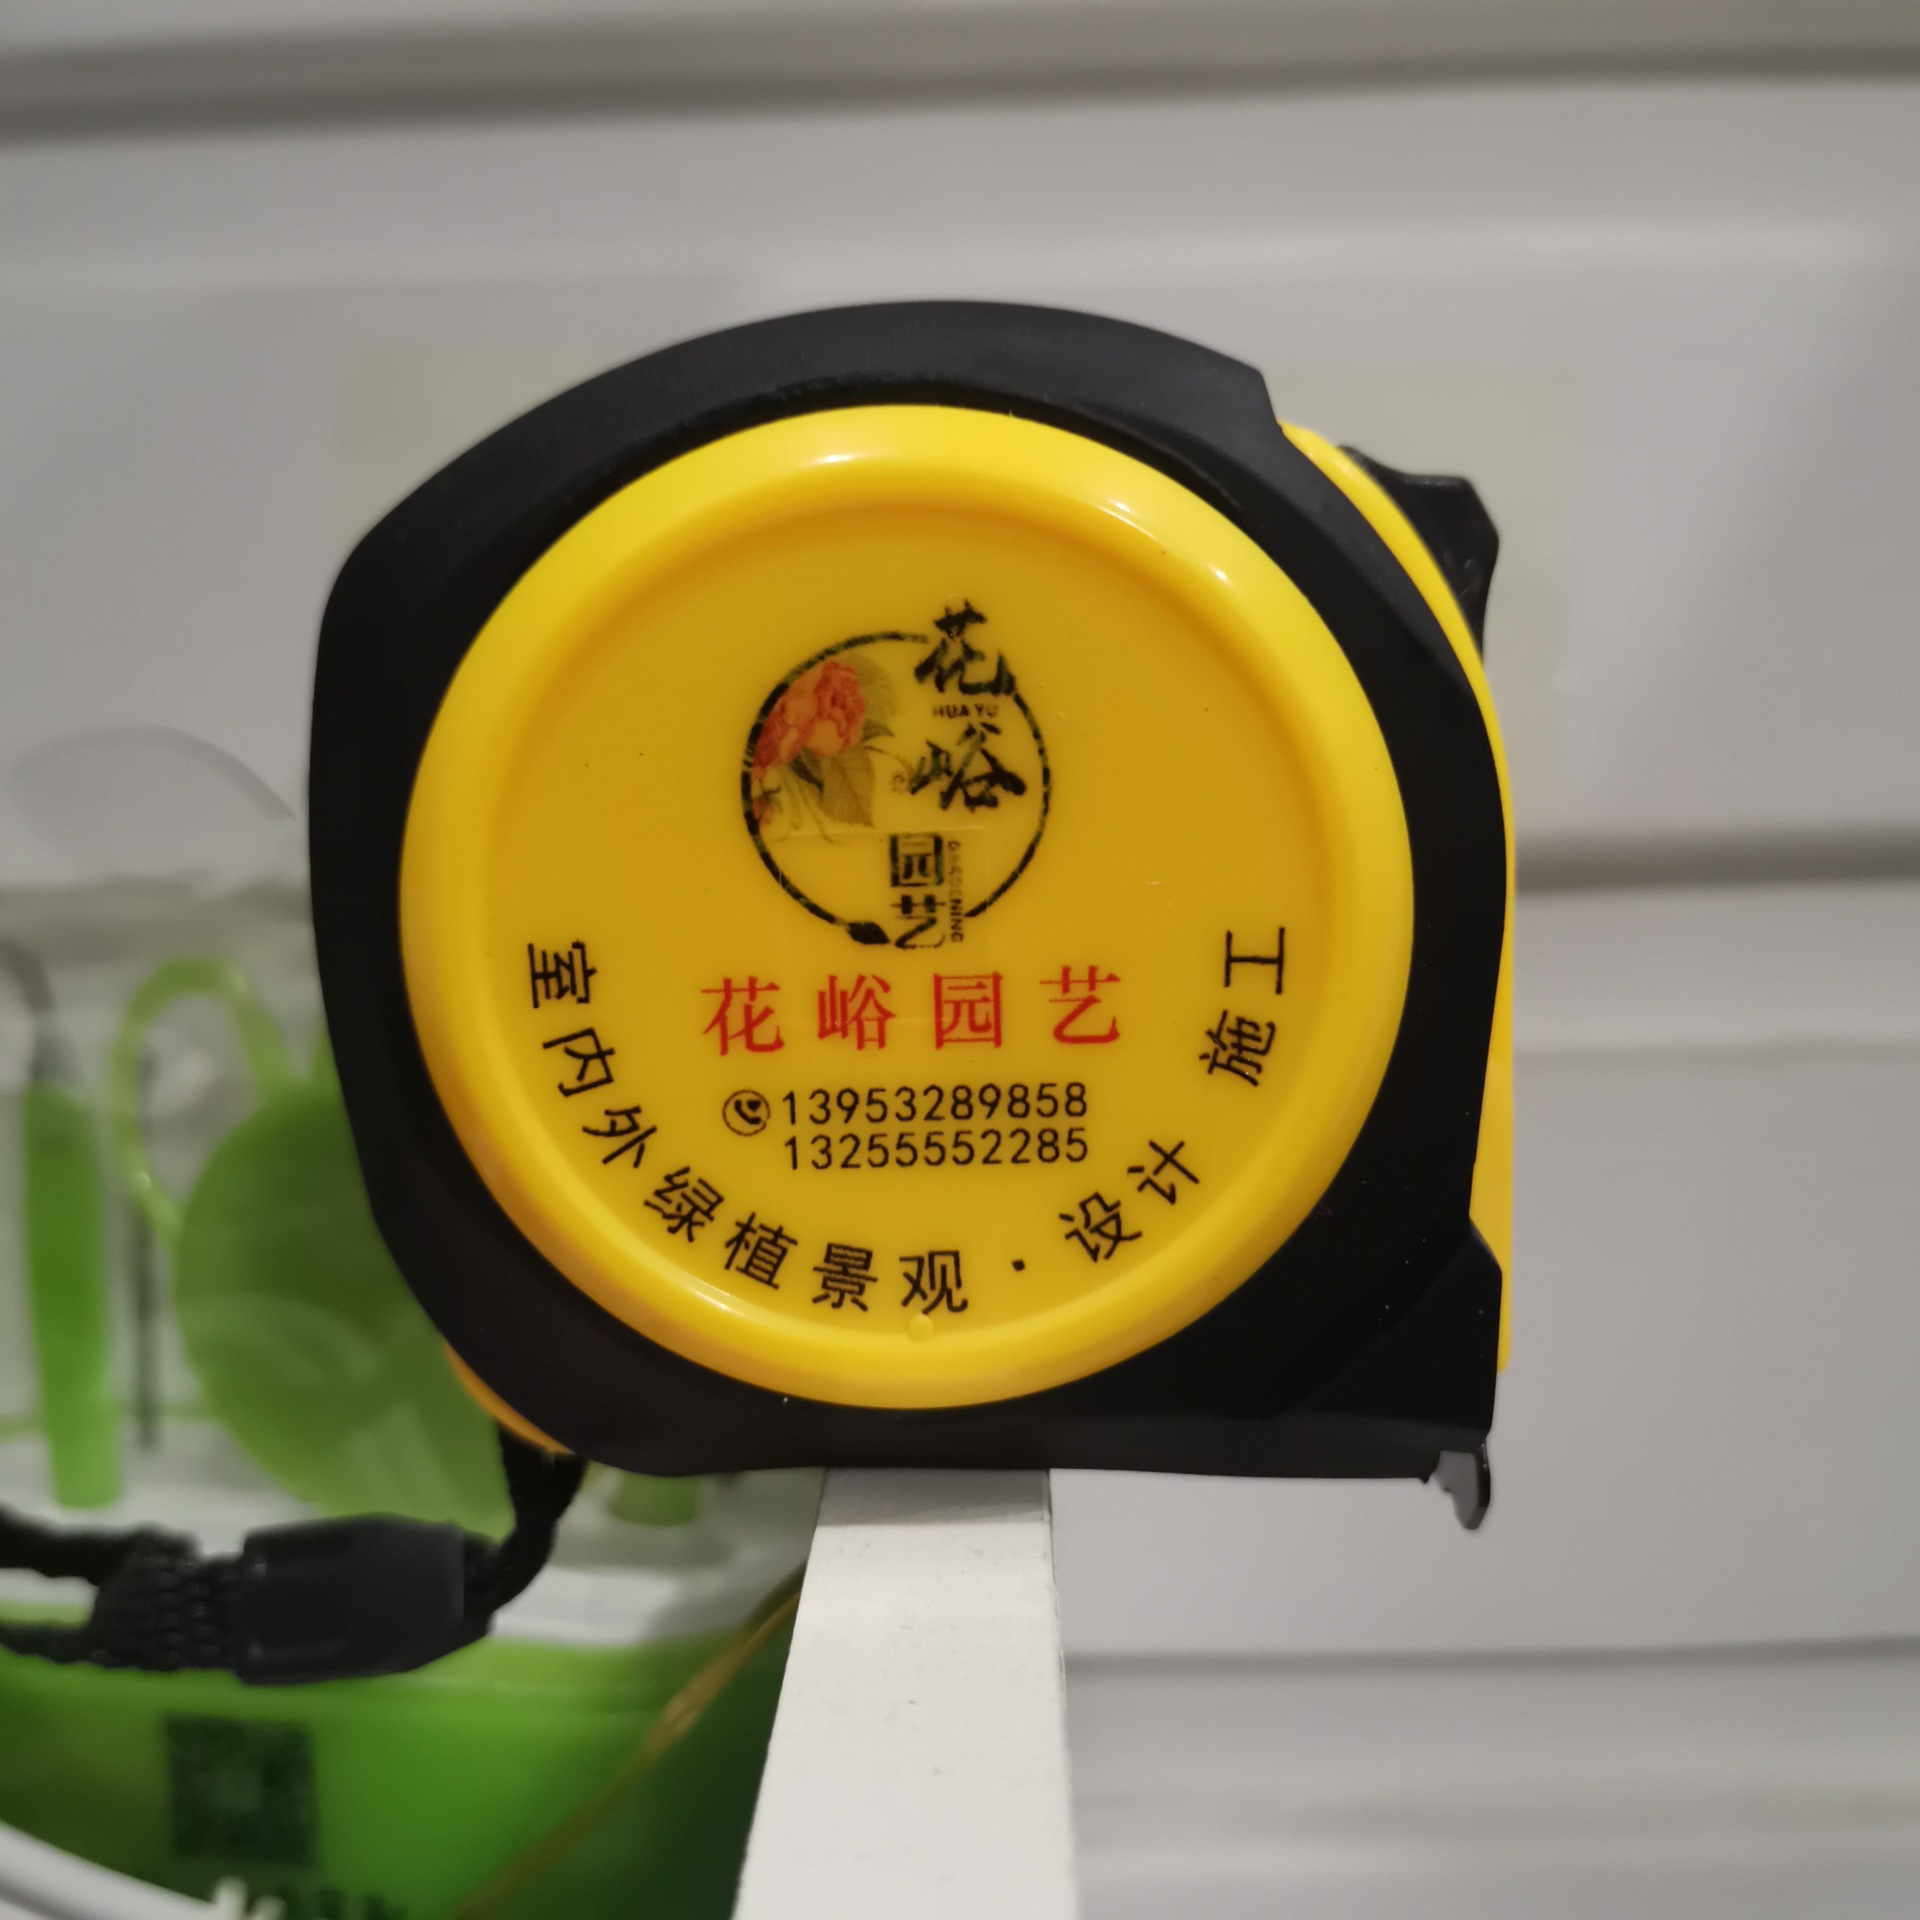 花
HUA YU
峪
园艺
GARDENING
花峪园艺
13953289858
13255552285
室内外绿植景观·设计 施工